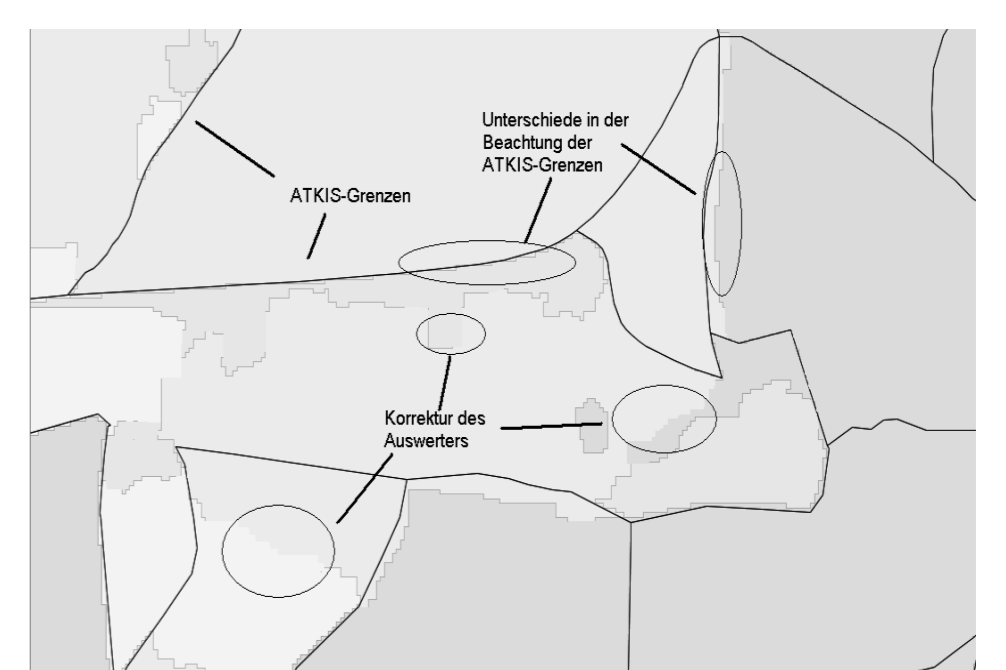 Unterschiede in der
Beachtung der
ATKIS-Grenzen
ATKIS-Grenzen
Korrektur des
Auswerters